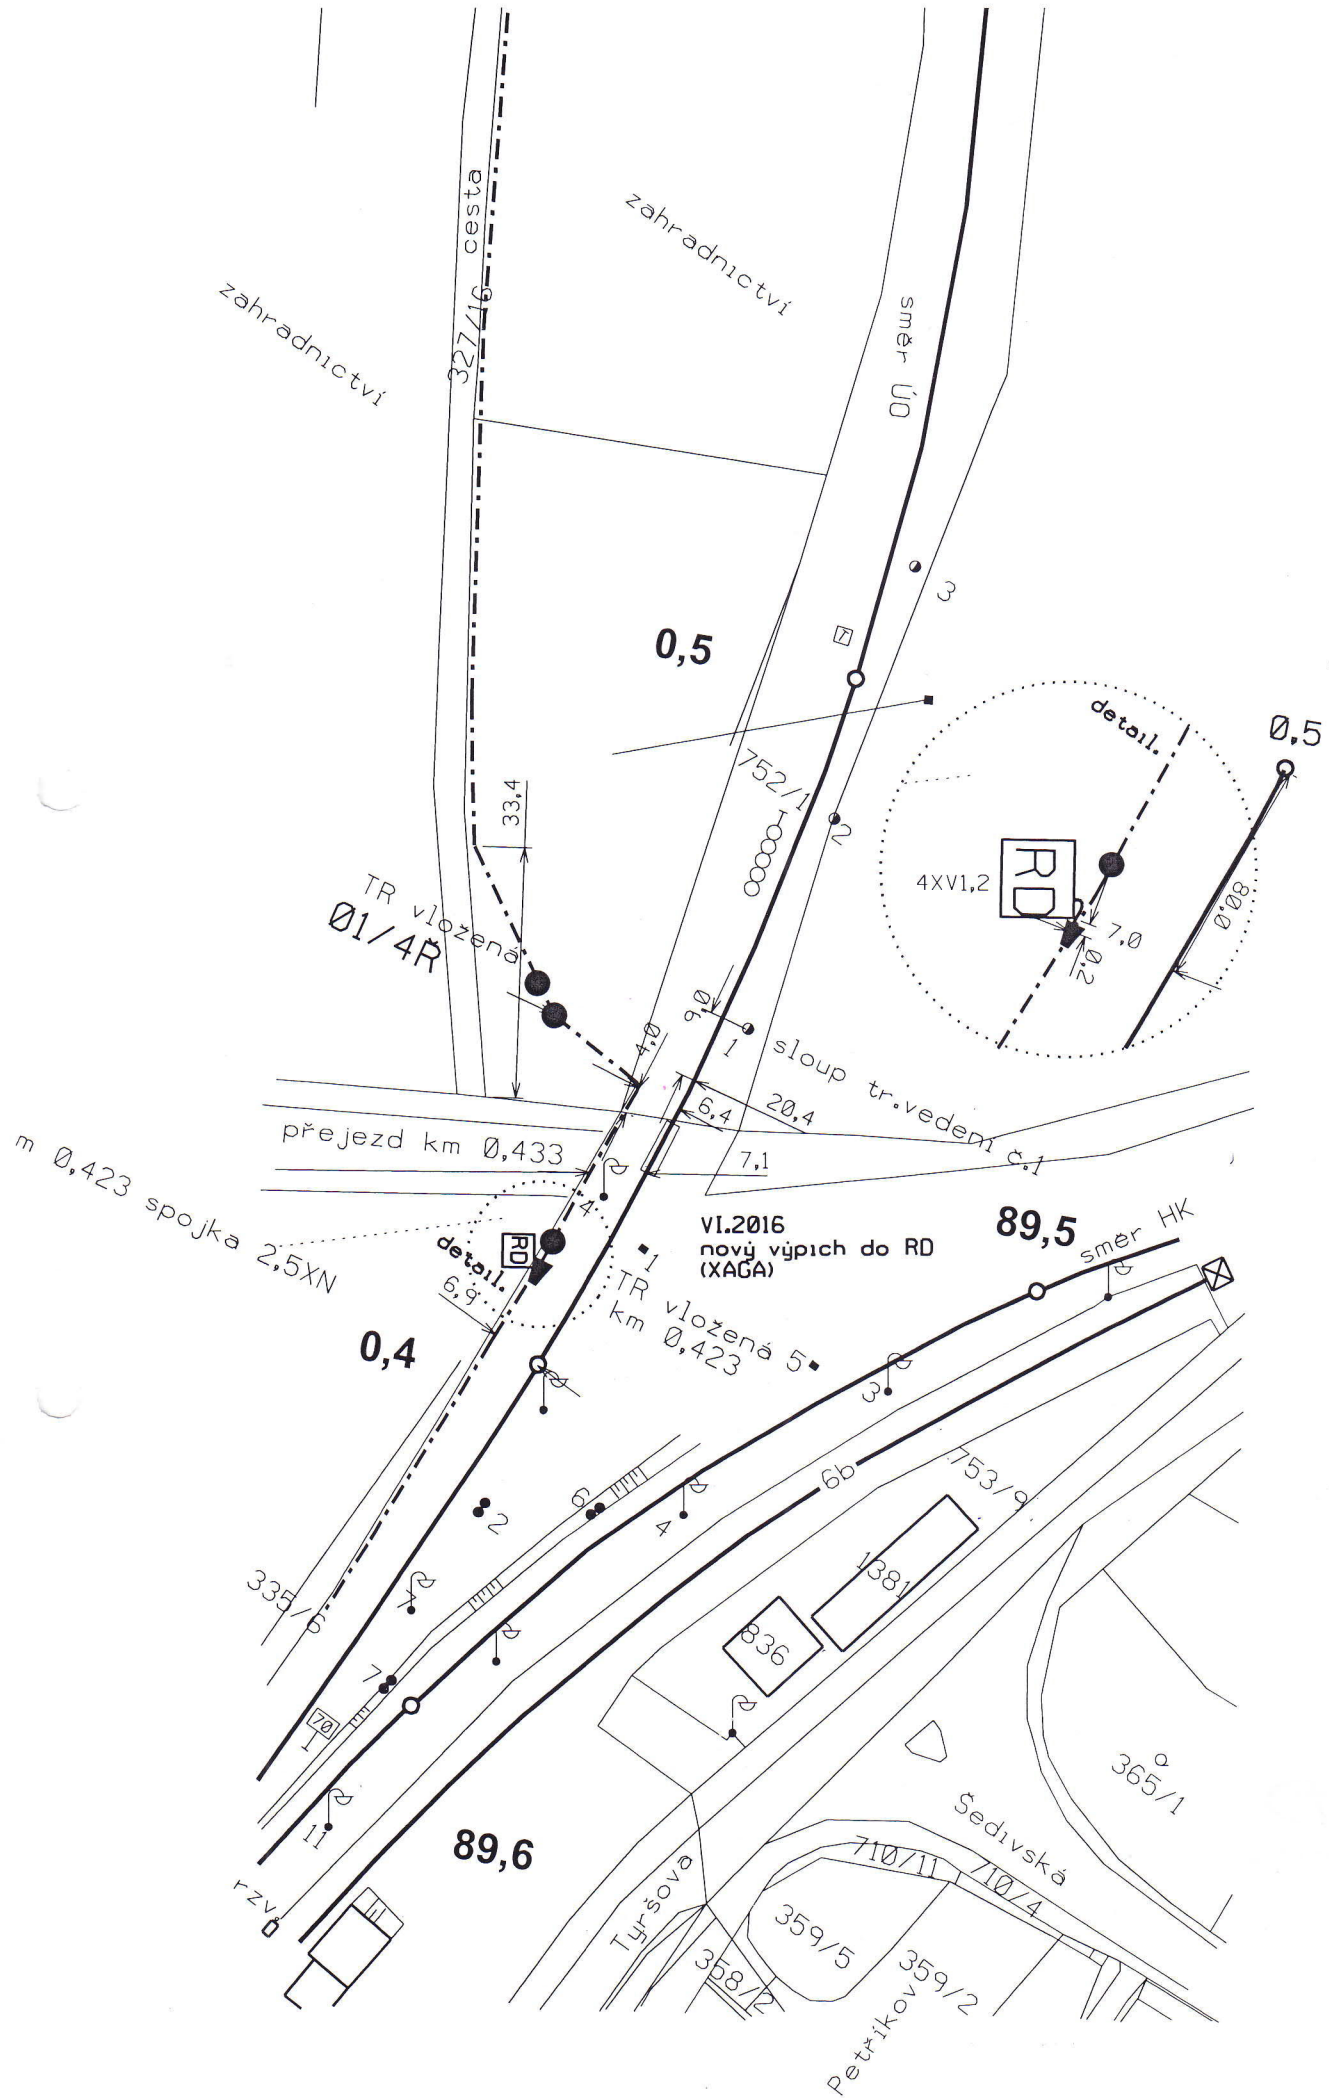 zahradnictví
zahradnictví
327/16 cesta
směr ÚO
3
0,5
T
752/1
2
33,4
TR vložená
Ø1/4Ř
detail.
0,5
RD
4XV1,2
7,0
0,2
80,0
9,0
4,0
1
sloup tr.vedení č.1
20,4
6,4
7,1
přejezd km 0,433
m 0,423 spojka 2,5XN
4
RD
detail.
6,9
1
TR vložená
km 0,423
VI.2016
nový výpich do RD
(XAGA)
89,5
směr HK
0,4
5
3
2
6
4
6b
753/9
1381
836
335/6
7
70
11
89,6
rzv
365/1
Šedivská
710/11
710/4
Tyršova
359/5
358/2
359/2
Petříkov